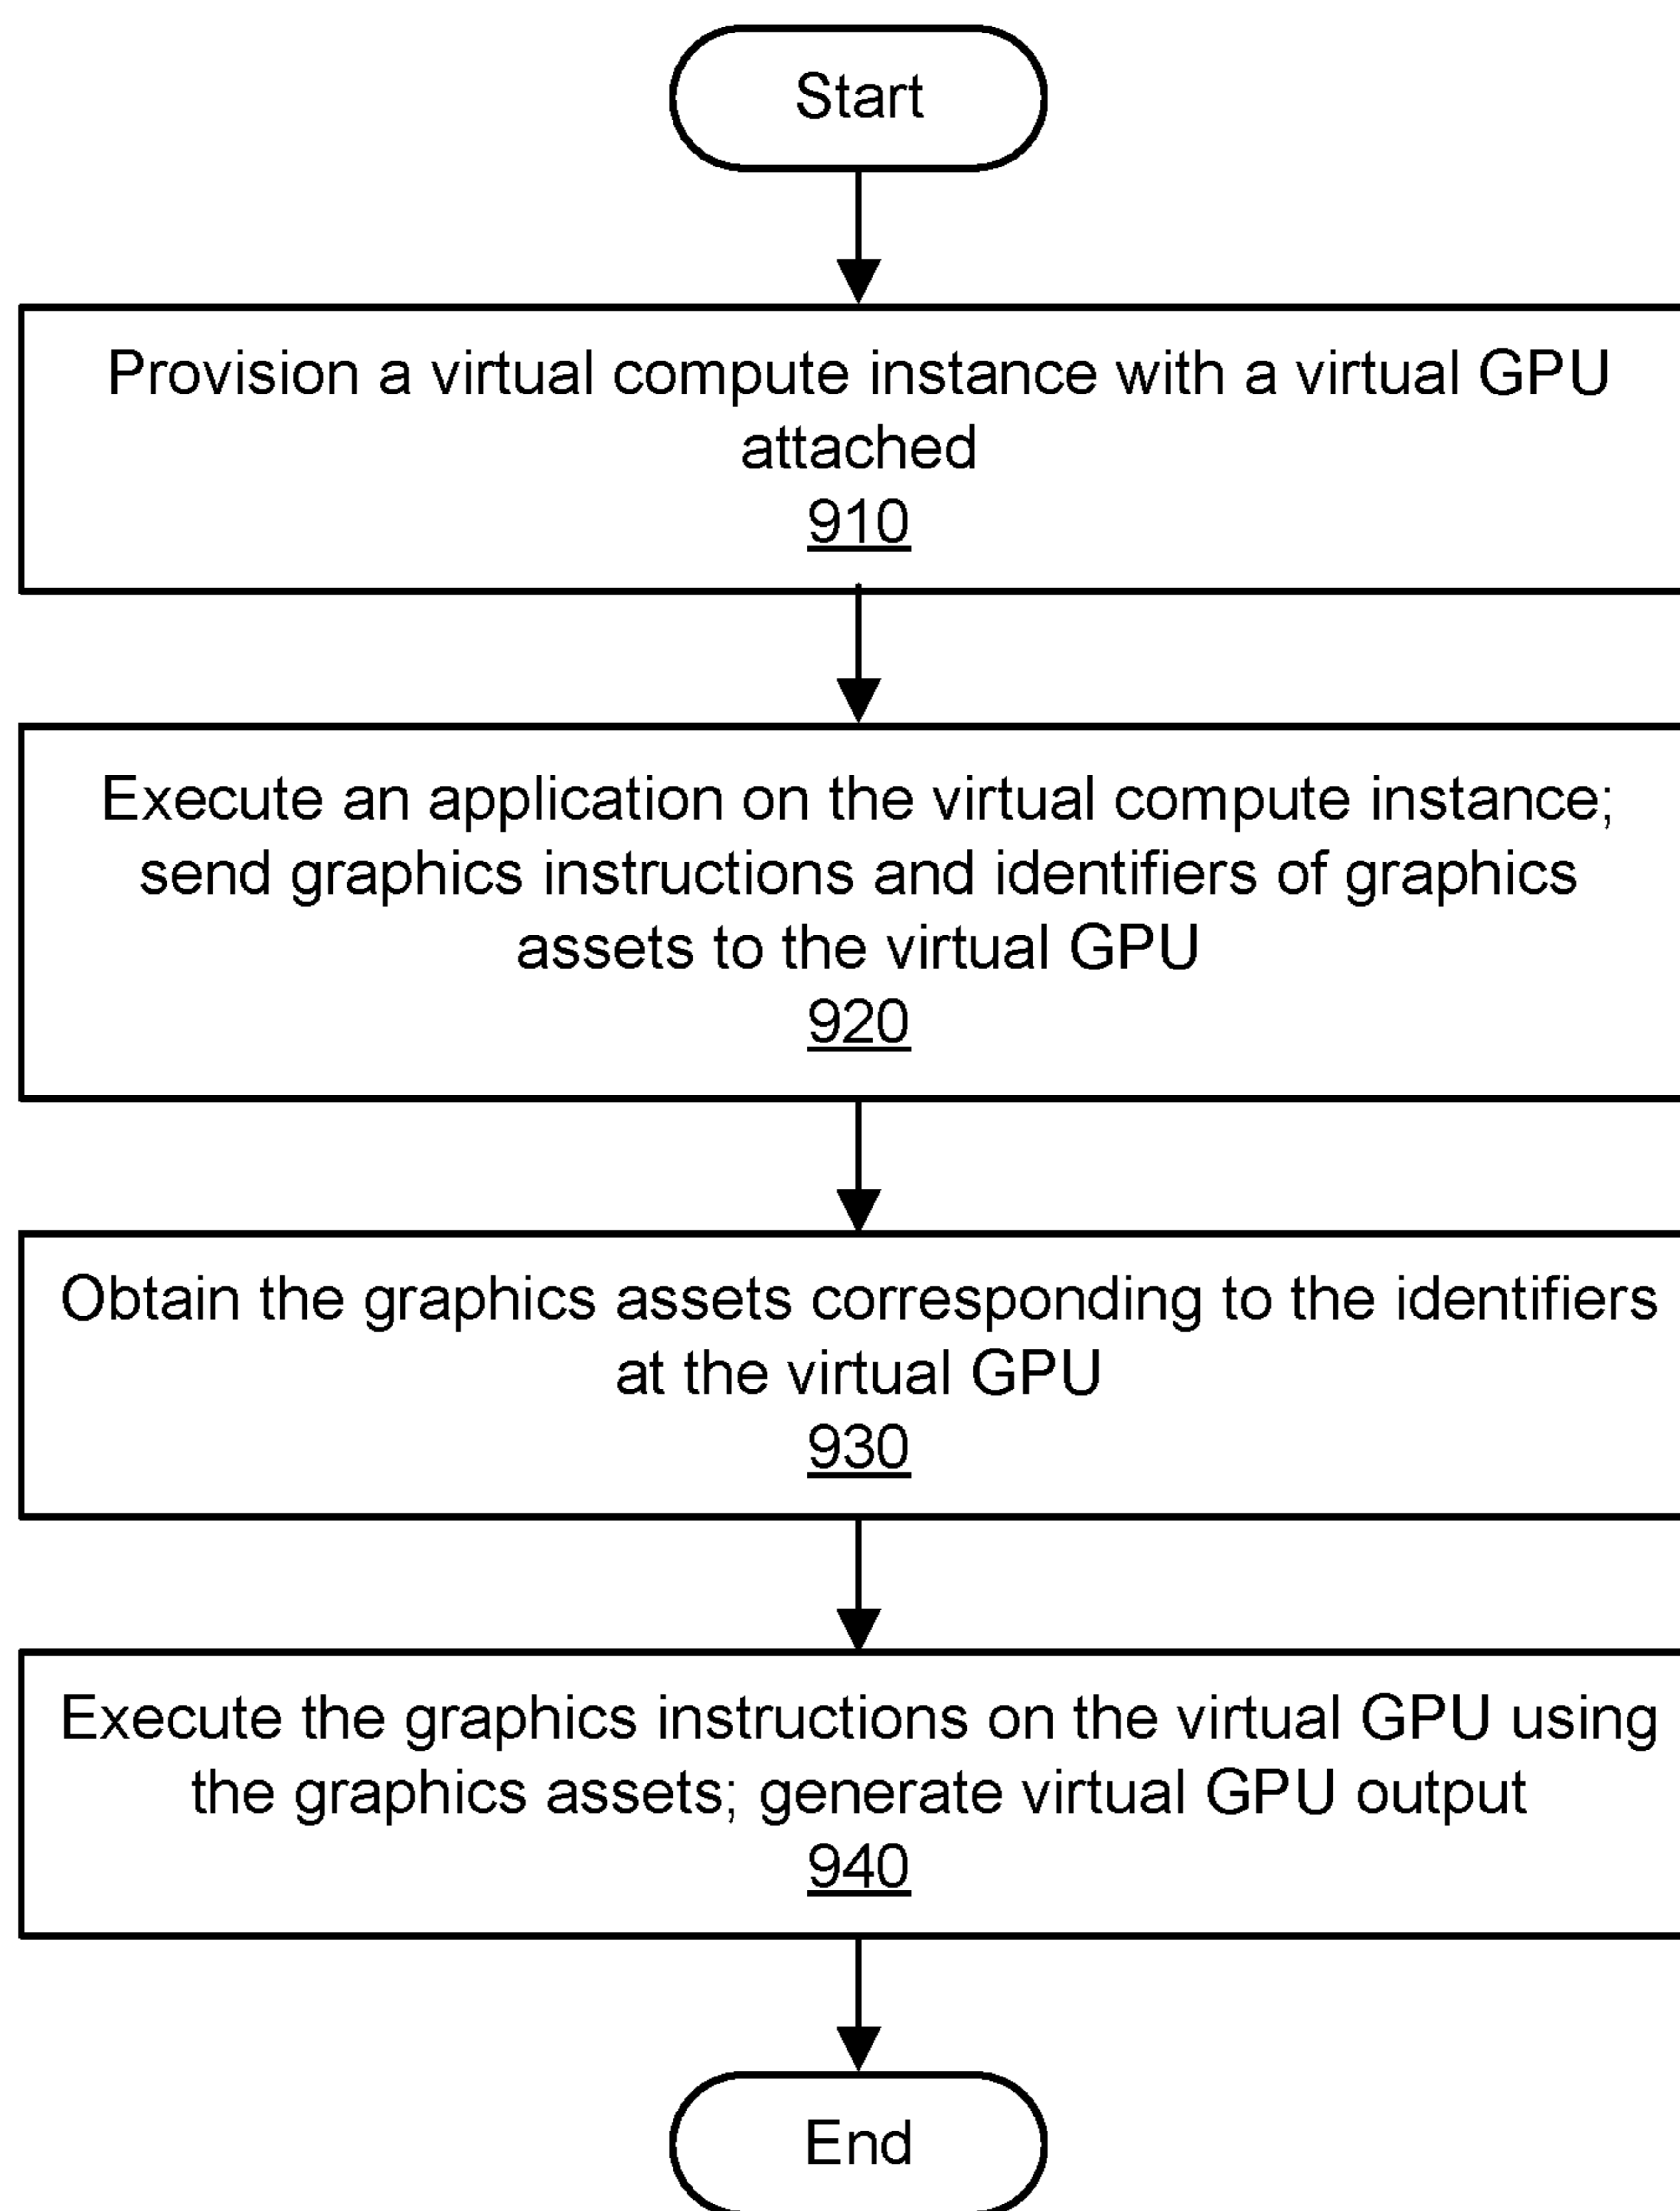 Start
Provision a virtual compute instance with a virtual GPU
attached
910
Execute an application on the virtual compute instance;
send graphics instructions and identifiers of graphics
assets to the virtual GPU
920
Obtain the graphics assets corresponding to the identifiers
at the virtual GPU
930
Execute the graphics instructions on the virtual GPU using
the graphics assets; generate virtual GPU output
940
End